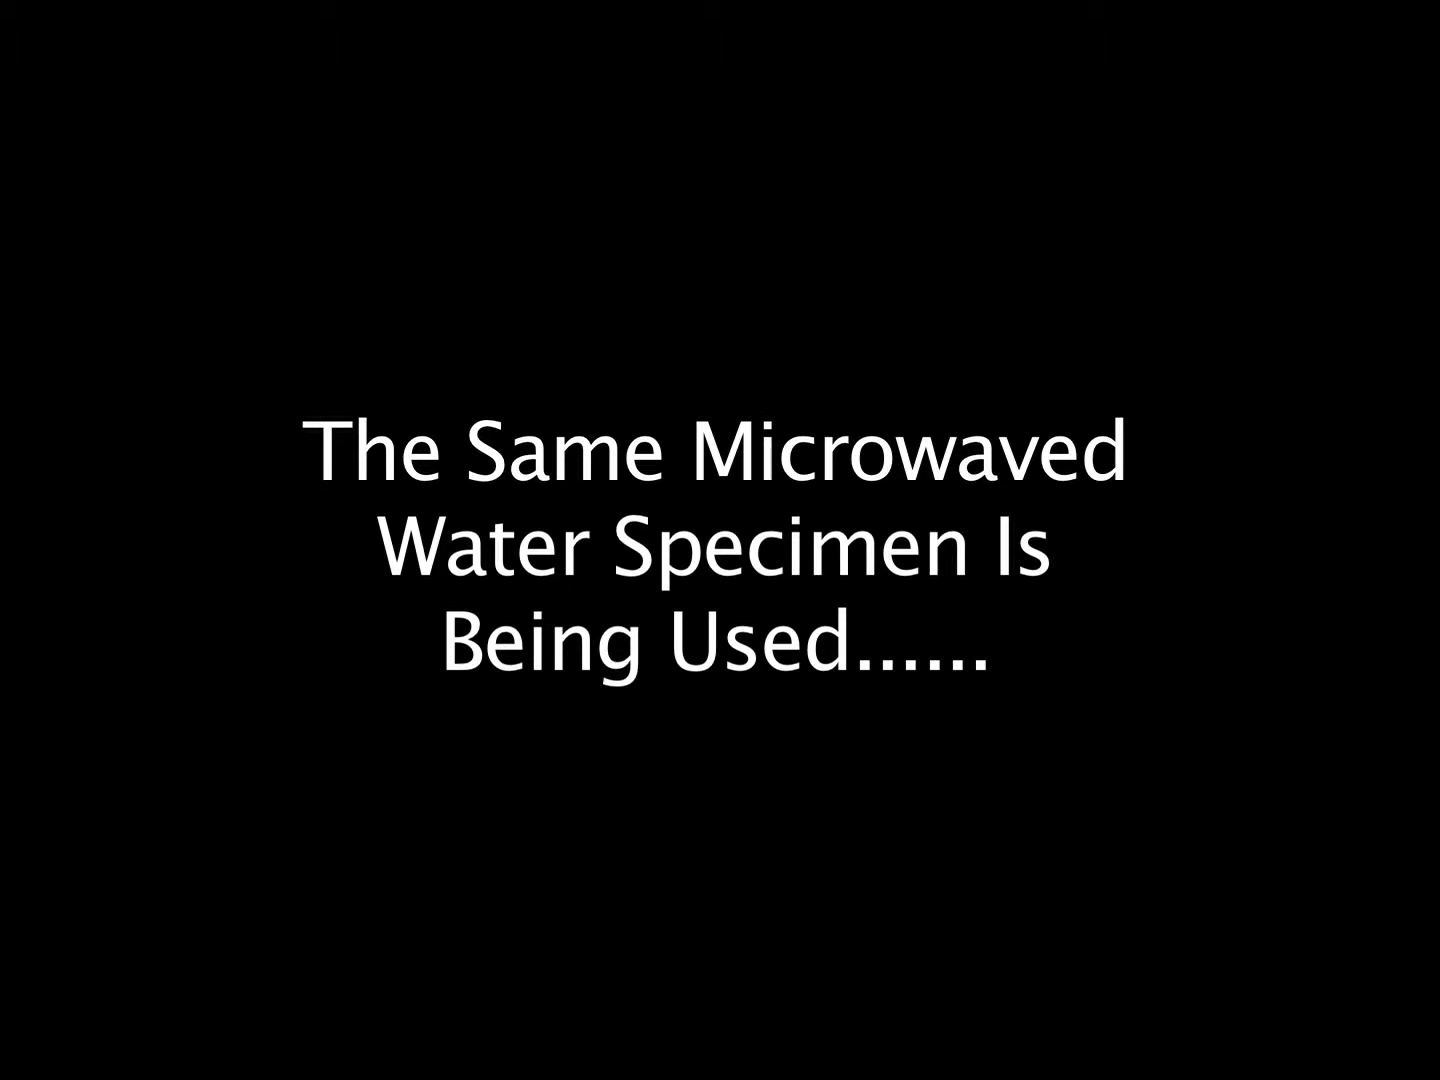 The Same Microwaved
Water Specimen Is
Being Used......